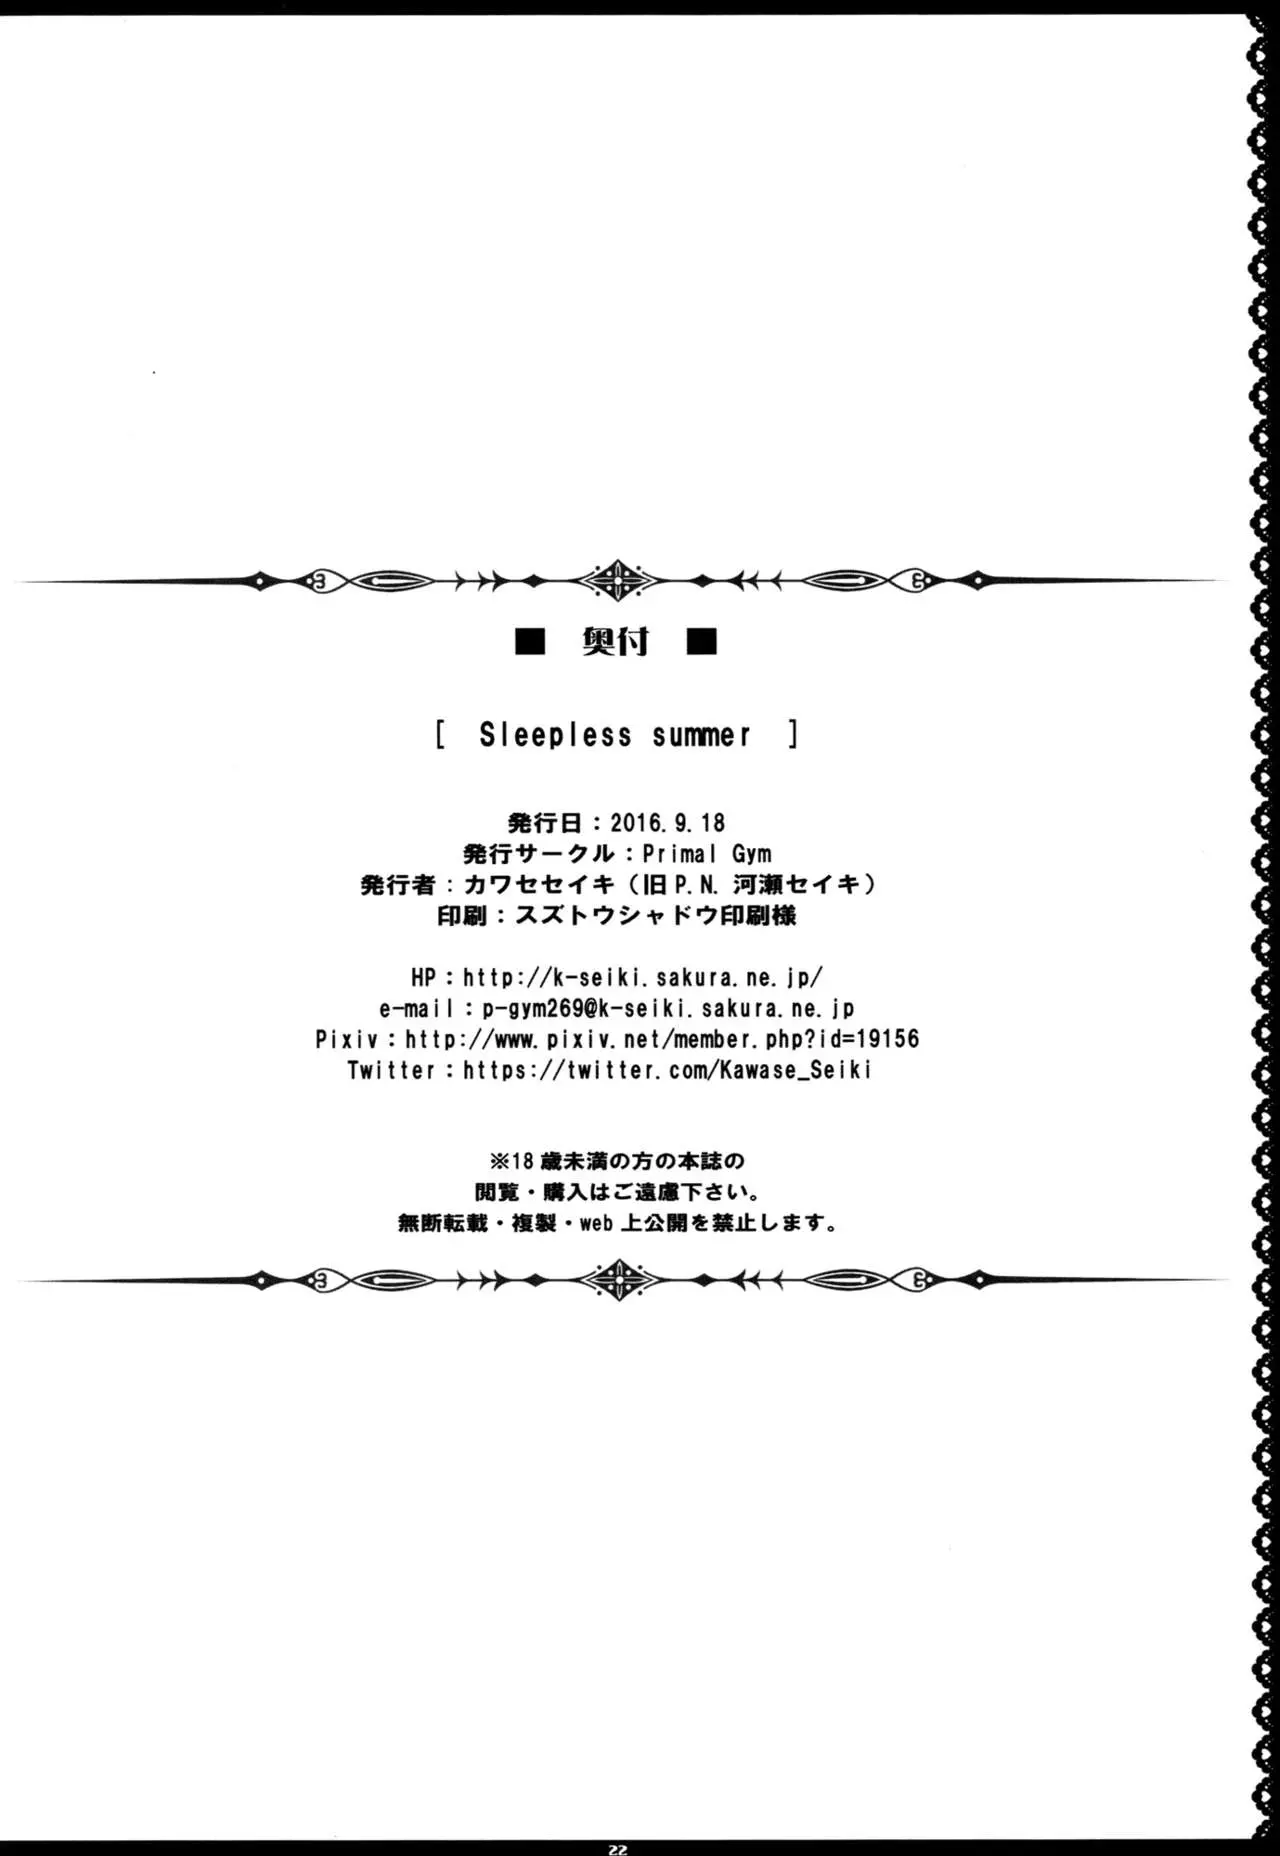 ■ 奥付 ■
[ Sleepless summer ]
発行日：2016.9.18
発行サークル：Primal Gym
発行者：カワセセイキ（旧P.N. 河瀬セイキ）
印刷：スズトウシャドウ印刷様
HP：http://k-seiki.sakura.ne.jp/
e-mail：p-gym269@k-seiki.sakura.ne.jp
Pixiv：http://www.pixiv.net/member.php?id=19156
Twitter：https://twitter.com/Kawase_Seiki
※18歳未満の方の本誌の
閲覧・購入はご遠慮下さい。
無断転載・複製・web上公開を禁止します。
22